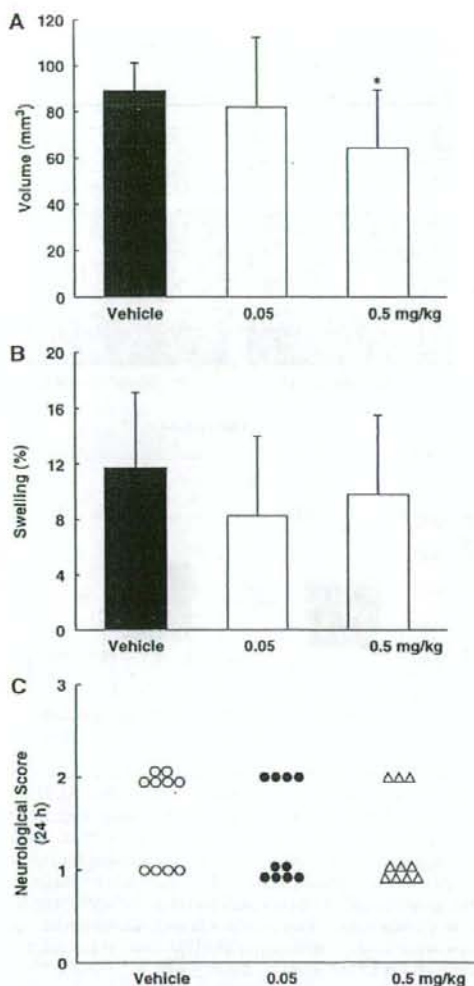 A
120
100
80
60
40
20
0
Volume (mm³)
*
Vehicle 0.05 0.5 mg/kg
B
20
16
12
8
4
0
Swelling (%)
Vehicle 0.05 0.5 mg/kg
C
3
2
1
0
Neurological Score
(24 h)
Vehicle 0.05 0.5 mg/kg